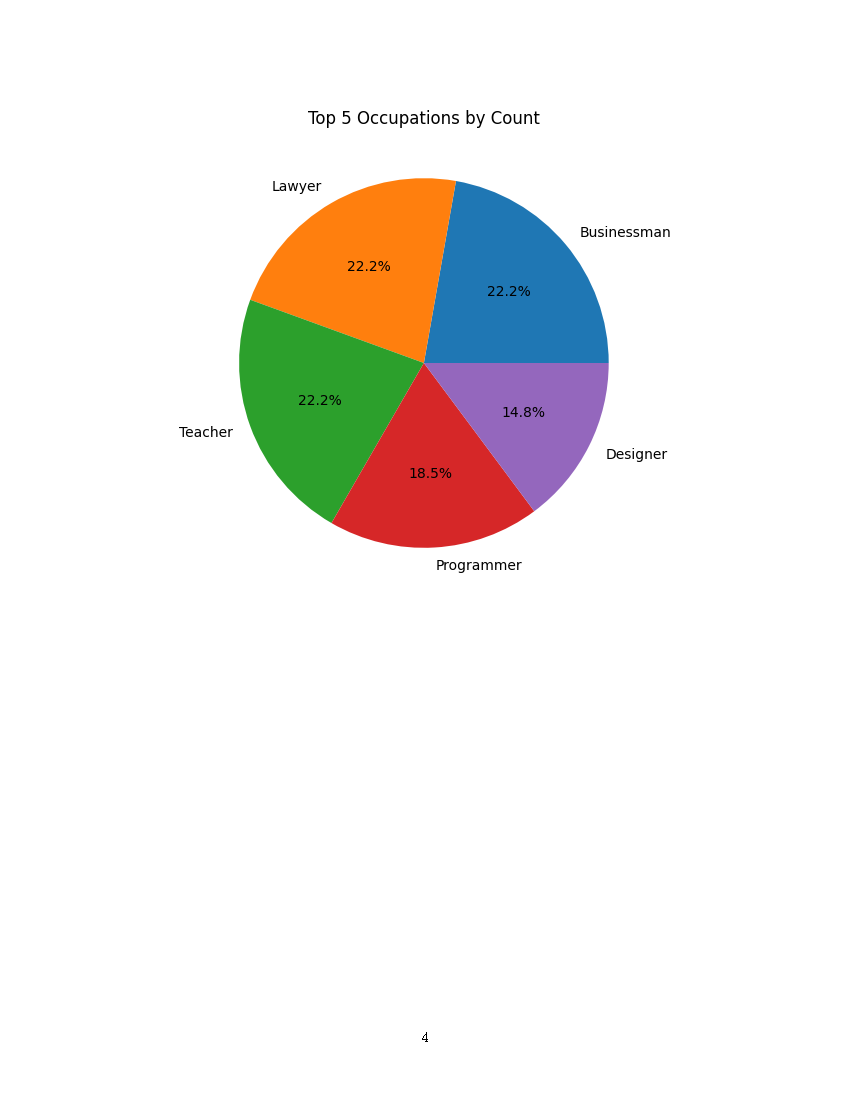 Top 5 Occupations by Count
Lawyer
Businessman
22.2%
22.2%
22.2%
14.8%
Teacher
Designer
18.5%
Programmer
4